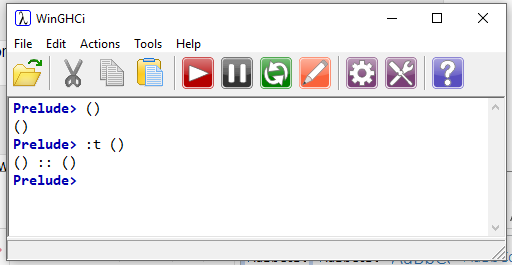 WinGHCi
File Edit Actions Tools Help
Prelude> ()
()
Prelude> :t ()
() :: ()
Prelude>